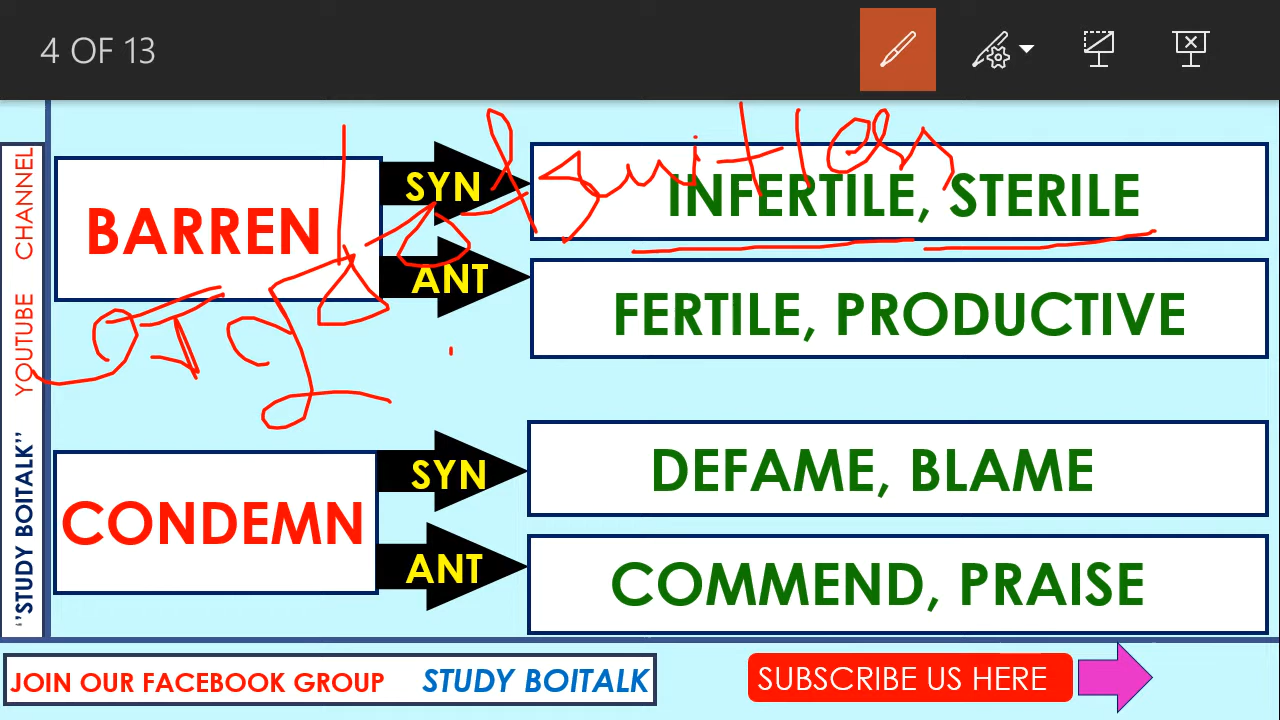 4 OF 13
YOUTUBE CHANNEL
"STUDY BOITALK"
BARREN
SYN
INFERTILE, STERILE
ANT
FERTILE, PRODUCTIVE
CONDEMN
SYN
DEFAME, BLAME
ANT
COMMEND, PRAISE
JOIN OUR FACEBOOK GROUP
STUDY BOITALK
SUBSCRIBE US HERE